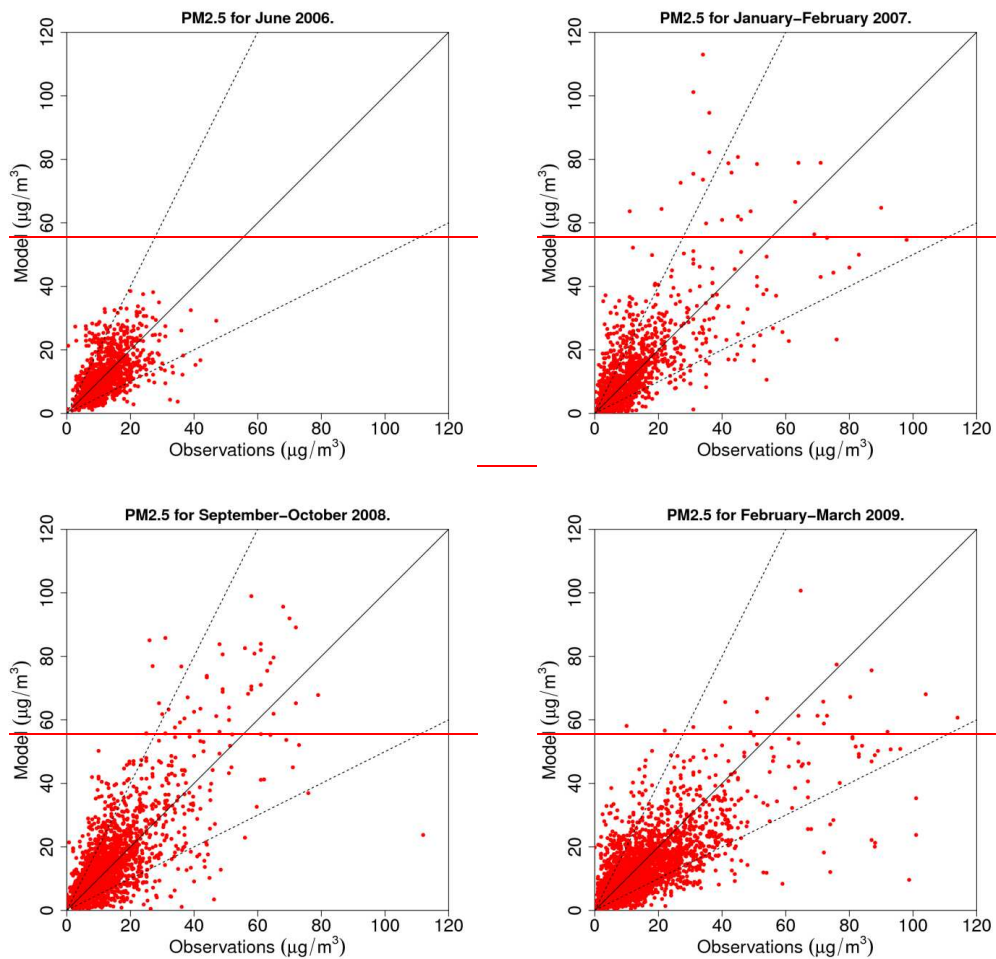 PM2.5 for June 2006.
120
100
80
60
40
20
0
Model (μg/m³)
0 20 40 60 80 100 120
Observations (μg/m³)
PM2.5 for January−February 2007.
120
100
80
60
40
20
0
Model (μg/m³)
0 20 40 60 80 100 120
Observations (μg/m³)
PM2.5 for September−October 2008.
120
100
80
60
40
20
0
Model (μg/m³)
0 20 40 60 80 100 120
Observations (μg/m³)
PM2.5 for February−March 2009.
120
100
80
60
40
20
0
Model (μg/m³)
0 20 40 60 80 100 120
Observations (μg/m³)